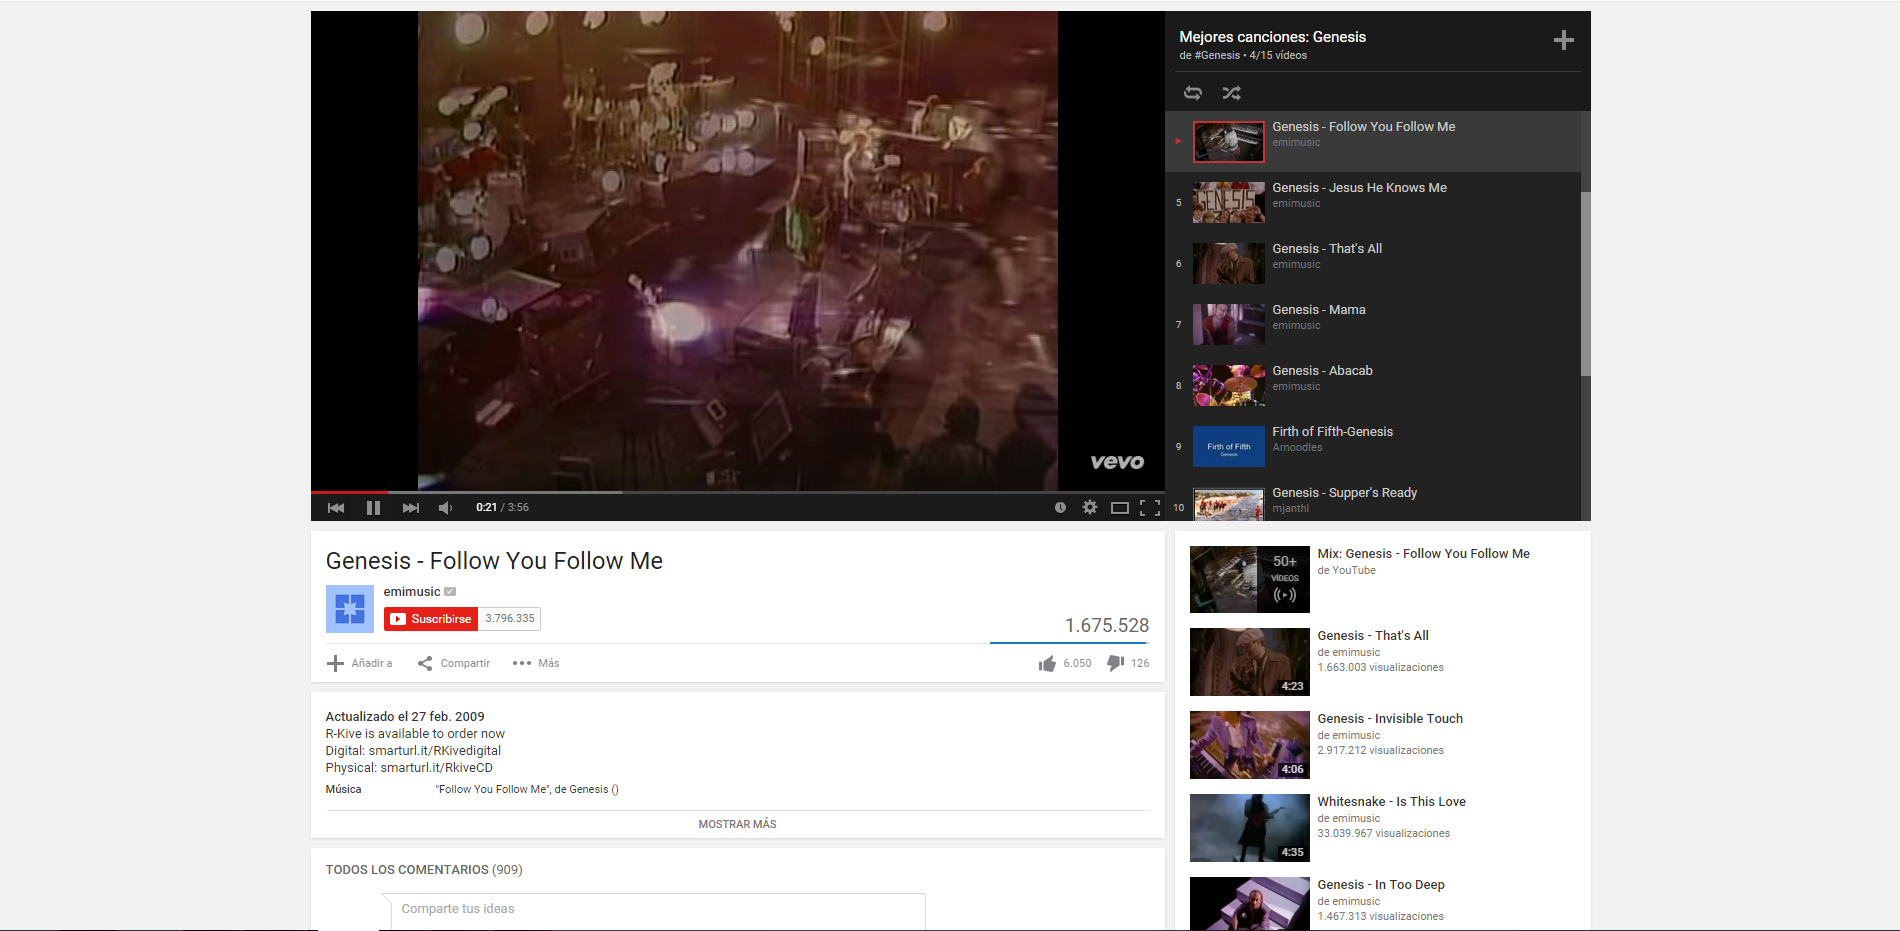 vevo
0:21 / 3:56
Mejores canciones: Genesis
de #Genesis • 4/15 vídeos
Genesis - Follow You Follow Me
emimusic
5
GENESIS
Genesis - Jesus He Knows Me
emimusic
6
Genesis - That's All
emimusic
7
Genesis - Mama
emimusic
8
Genesis - Abacab
emimusic
9
Firth of Fifth
Genesis
Firth of Fifth-Genesis
Arnoodles
10
Genesis - Supper's Ready
mjanthl
Genesis - Follow You Follow Me
emimusic
Suscribirse 3.796.335
1.675.528
Añadir a Compartir ••• Más 6.050 126
Actualizado el 27 feb. 2009
R-Kive is available to order now
Digital: smarturl.it/RKivedigital
Physical: smarturl.it/RkiveCD
Música "Follow You Follow Me", de Genesis ()
MOSTRAR MÁS
TODOS LOS COMENTARIOS (909)
Comparte tus ideas
50+
VÍDEOS
Mix: Genesis - Follow You Follow Me
de YouTube
4:23
Genesis - That's All
de emimusic
1.663.003 visualizaciones
4:06
Genesis - Invisible Touch
de emimusic
2.917.212 visualizaciones
4:35
Whitesnake - Is This Love
de emimusic
33.039.967 visualizaciones
Genesis - In Too Deep
de emimusic
1.467.313 visualizaciones